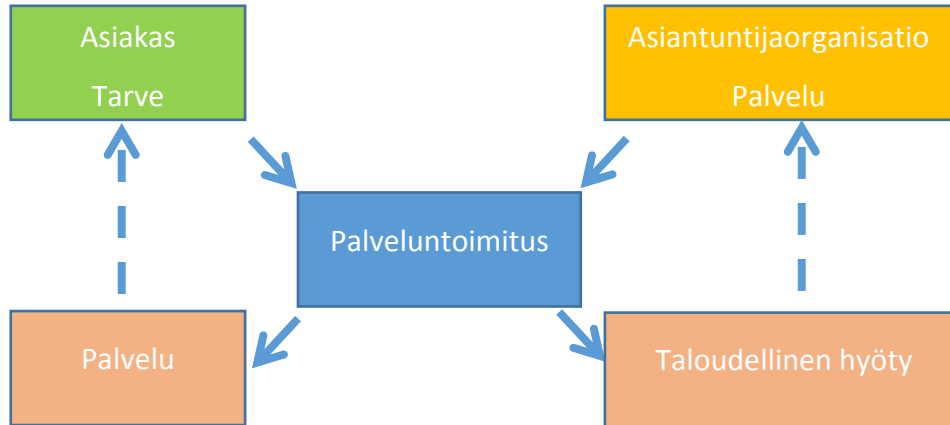 Asiakas
Tarve
Asiantuntijaorganisatio
Palvelu
Palveluntoimitus
Palvelu
Taloudellinen hyöty